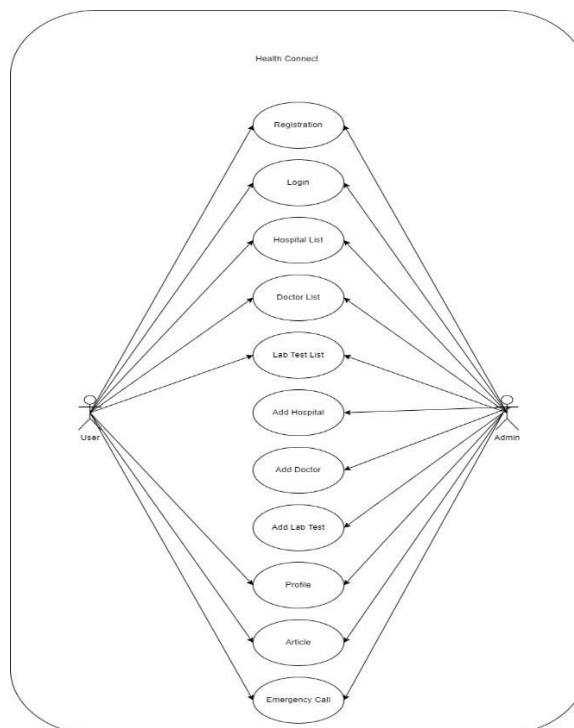 Health Connect
Registration
Login
Hospital List
Doctor List
Lab Test List
Add Hospital
User
Admin
Add Doctor
Add Lab Test
Profile
Article
Emergency Call